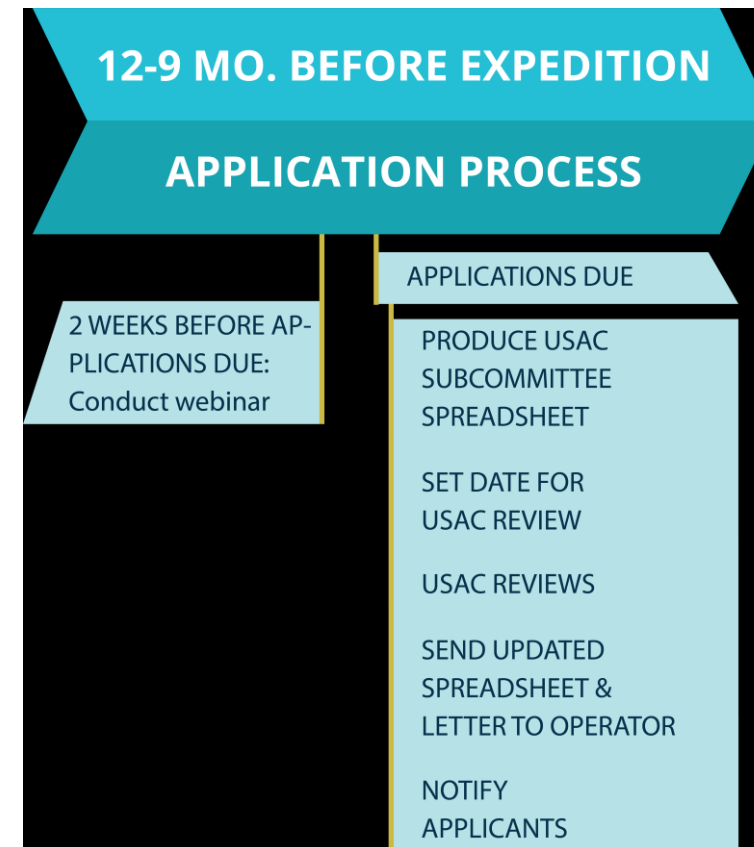 12-9 MO. BEFORE EXPEDITION
APPLICATION PROCESS
2 WEEKS BEFORE AP-
PLICATIONS DUE:
Conduct webinar
APPLICATIONS DUE
PRODUCE USAC
SUBCOMMITTEE
SPREADSHEET
SET DATE FOR
USAC REVIEW
USAC REVIEWS
SEND UPDATED
SPREADSHEET &
LETTER TO OPERATOR
NOTIFY
APPLICANTS